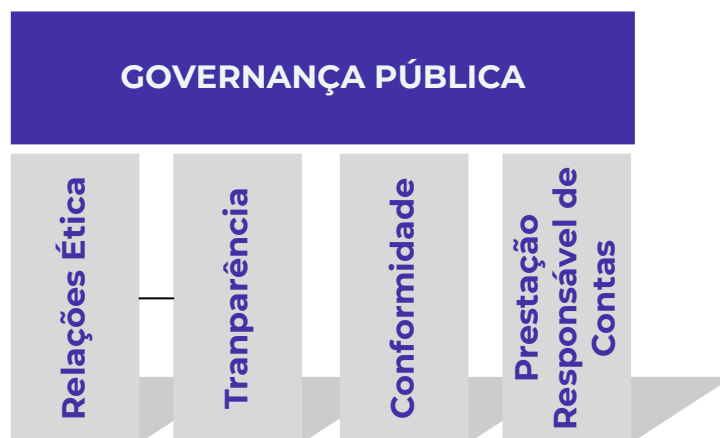 GOVERNANÇA PÚBLICA
Relações Ética
Tranparência
Conformidade
Prestação
Responsável de
Contas